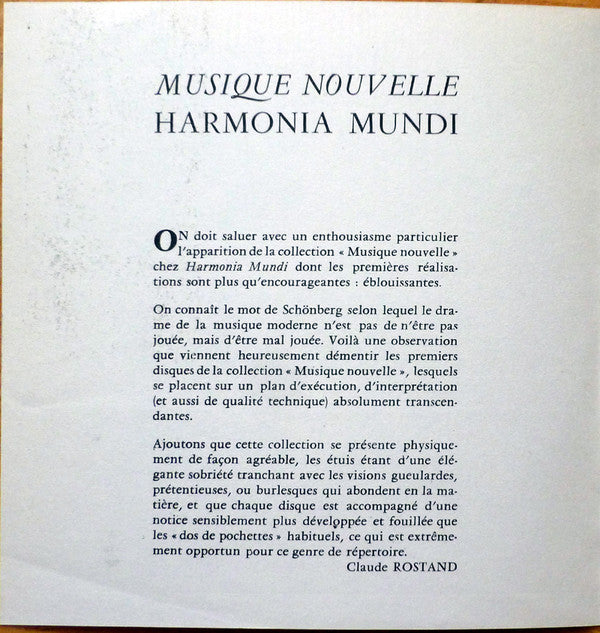 MUSIQUE NOUVELLE
HARMONIA MUNDI
ON doit saluer avec un enthousiasme particulier
l'apparition de la collection « Musique nouvelle »
chez Harmonia Mundi dont les premières réalisa-
tions sont plus qu'encourageantes : éblouissantes.
On connaît le mot de Schönberg selon lequel le dra-
me de la musique moderne n'est pas de n'être pas
jouée, mais d'être mal jouée. Voilà une observation
que viennent heureusement démentir les premiers
disques de la collection « Musique nouvelle », lesquels
se placent sur un plan d'exécution, d'interprétation
(et aussi de qualité technique) absolument transcen-
dantes.
Ajoutons que cette collection se présente physique-
ment de façon agréable, les étuis étant d'une élé-
gante sobriété tranchant avec les visions gueulardes,
prétentieuses, ou burlesques qui abondent en la ma-
tière, et que chaque disque est accompagné d'une
notice sensiblement plus dévelpppée et fouillée que
les « dos de pochettes » habituels, ce qui est extrême-
ment opportun pour ce genre de répertoire.
Claude ROSTAND